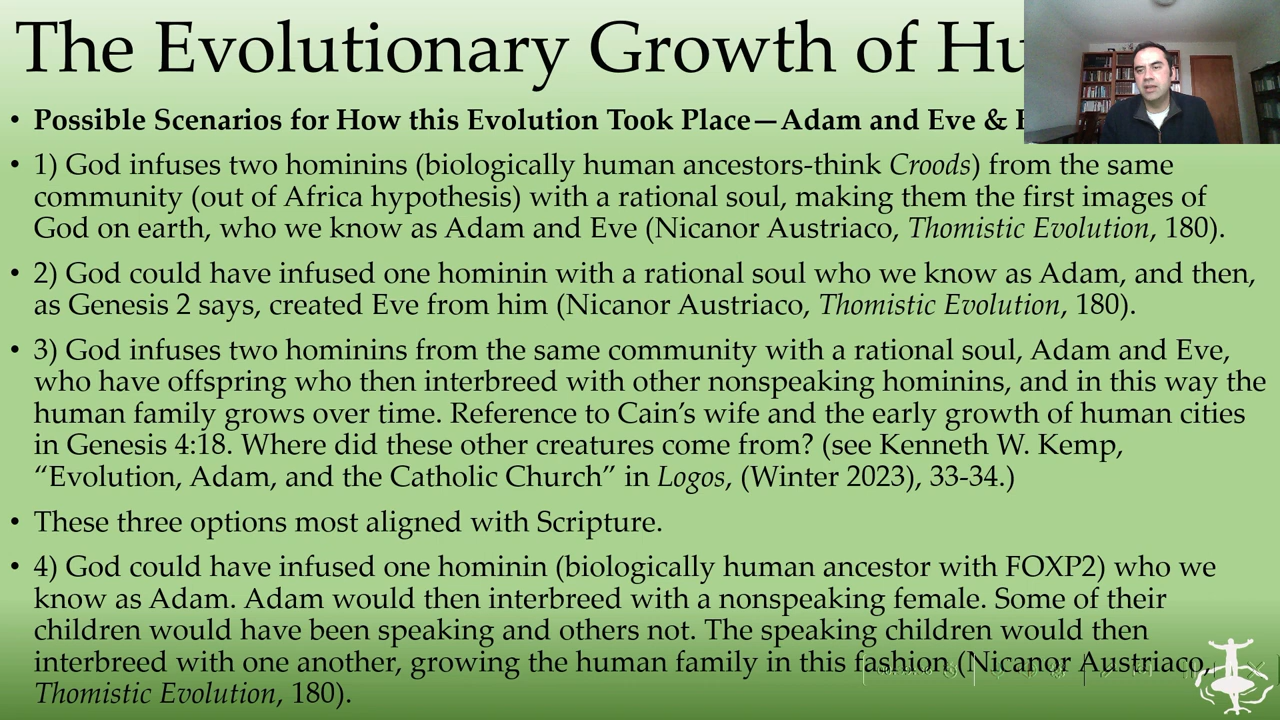 The Evolutionary Growth of Hu
• Possible Scenarios for How this Evolution Took Place—Adam and Eve &
• 1) God infuses two hominins (biologically human ancestors-think Croods) from the same
community (out of Africa hypothesis) with a rational soul, making them the first images of
God on earth, who we know as Adam and Eve (Nicanor Austriaco, Thomistic Evolution, 180).
• 2) God could have infused one hominin with a rational soul who we know as Adam, and then,
as Genesis 2 says, created Eve from him (Nicanor Austriaco, Thomistic Evolution, 180).
• 3) God infuses two hominins from the same community with a rational soul, Adam and Eve,
who have offspring who then interbreed with other nonspeaking hominins, and in this way the
human family grows over time. Reference to Cain’s wife and the early growth of human cities
in Genesis 4:18. Where did these other creatures come from? (see Kenneth W. Kemp,
“Evolution, Adam, and the Catholic Church” in Logos, (Winter 2023), 33-34.)
• These three options most aligned with Scripture.
• 4) God could have infused one hominin (biologically human ancestor with FOXP2) who we
know as Adam. Adam would then interbreed with a nonspeaking female. Some of their
children would have been speaking and others not. The speaking children would then
interbreed with one another, growing the human family in this fashion (Nicanor Austriaco,
Thomistic Evolution, 180).